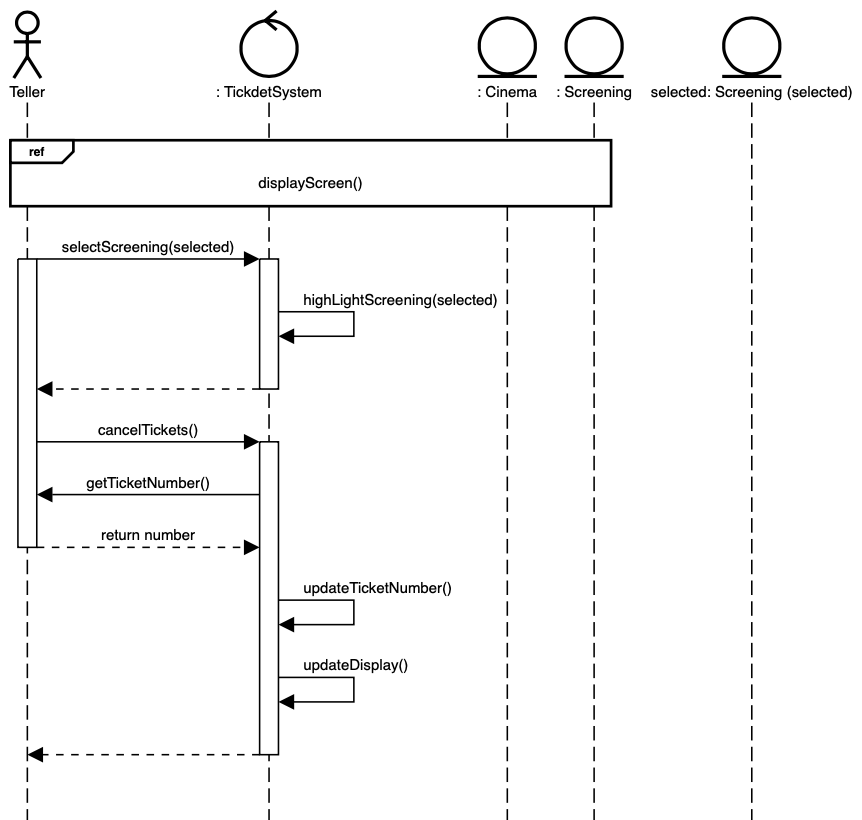 Teller
: TickdetSystem
: Cinema
: Screening
selected: Screening (selected)
ref
displayScreen()
selectScreening(selected)
highLightScreening(selected)
cancelTickets()
getTicketNumber()
return number
updateTicketNumber()
updateDisplay()